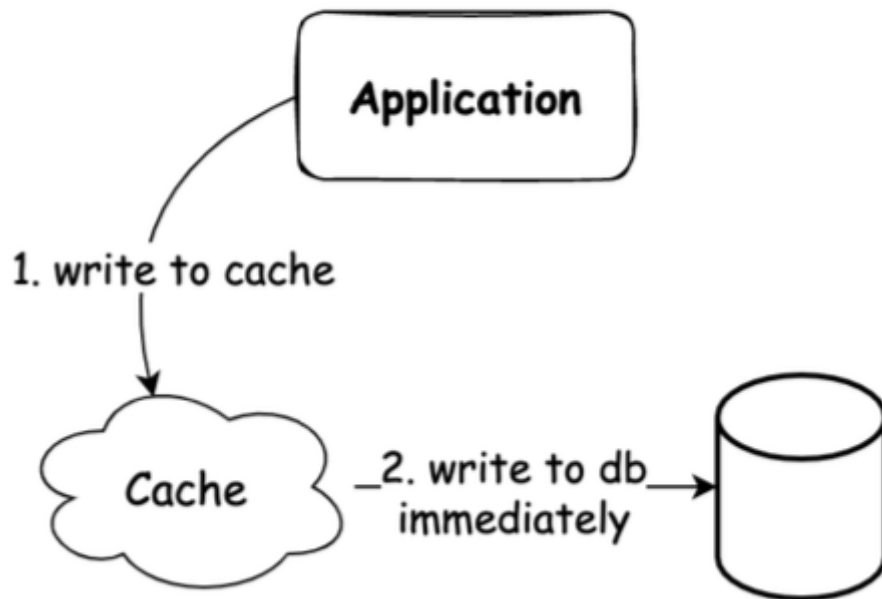 Application
1. write to cache
Cache
2. write to db
immediately